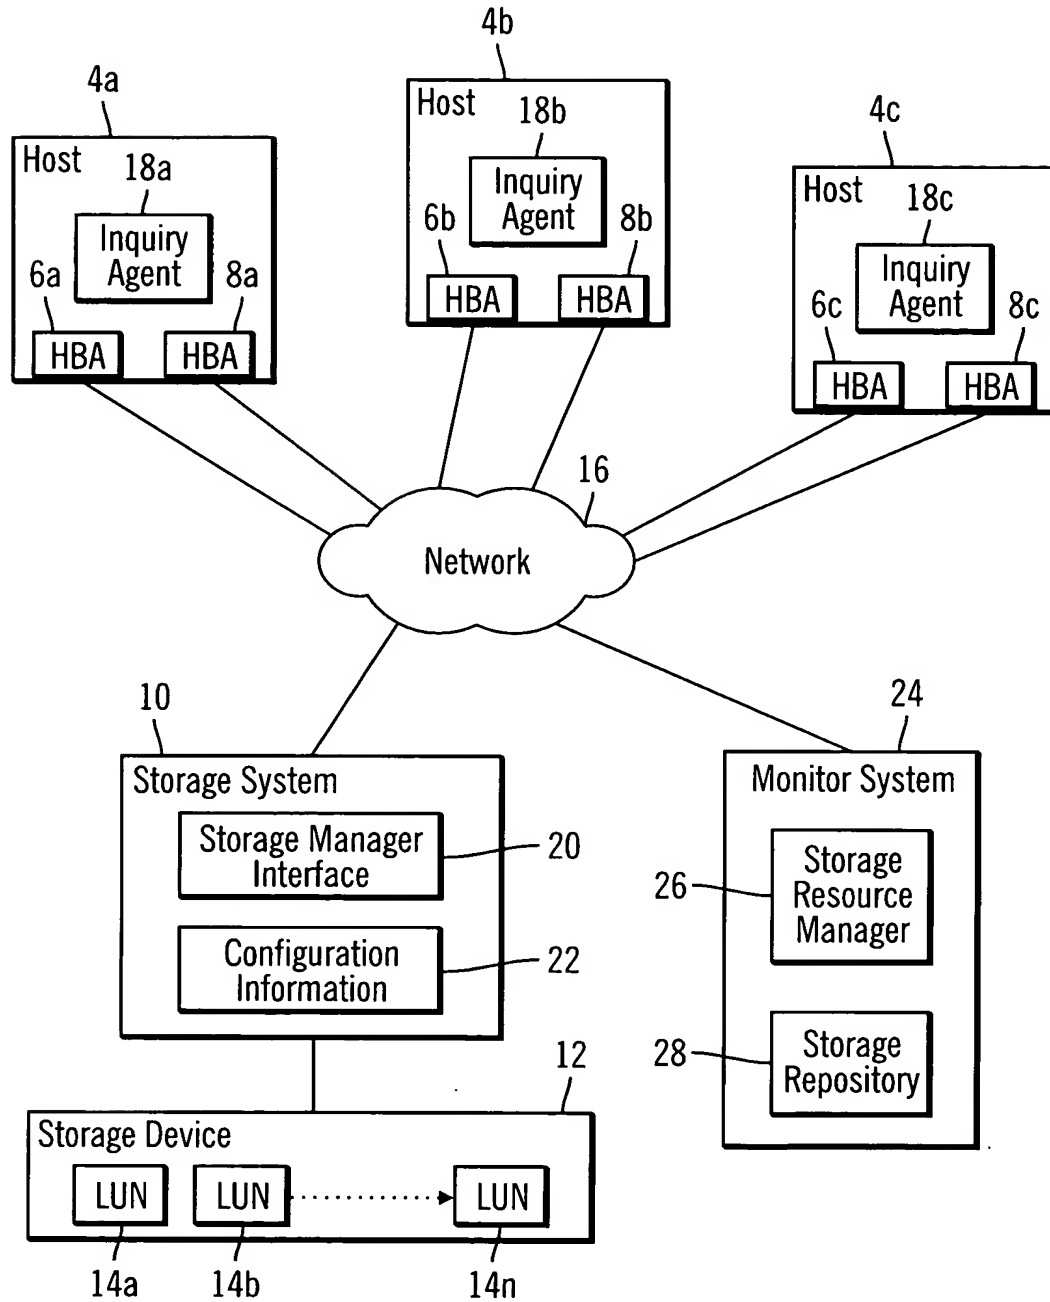 4b
4a
Host
18b
4c
Host
18a
Inquiry
Agent
Host
18c
6b
8b
Inquiry
Agent
HBA
HBA
Inquiry
Agent
6a
8a
6c
8c
HBA
HBA
HBA
HBA
16
Network
10
24
Storage System
Monitor System
Storage Manager
Interface
20
Storage
Resource
Manager
26
Configuration
Information
22
12
28
Storage
Repository
Storage Device
LUN
LUN
LUN
14a
14b
14n